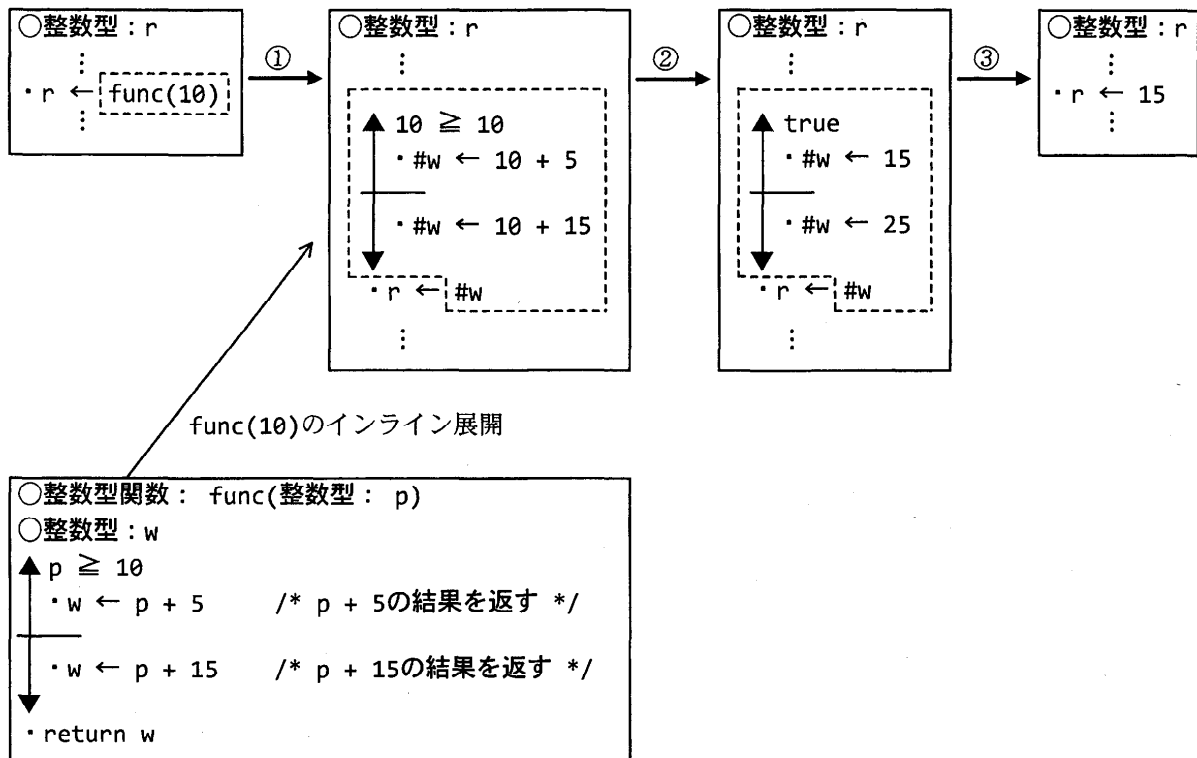 ○整数型:r
⋮
・r ← func(10)
⋮
①
○整数型:r
⋮
10 ≧ 10
・#w ← 10 + 5
・#w ← 10 + 15
・r ← #w
⋮
②
○整数型:r
⋮
true
・#w ← 15
・#w ← 25
・r ← #w
⋮
③
○整数型:r
⋮
・r ← 15
⋮
func(10)のインライン展開
○整数型関数: func(整数型: p)
○整数型:w
p ≧ 10
・w ← p + 5 /* p + 5の結果を返す */
・w ← p + 15 /* p + 15の結果を返す */
・return w